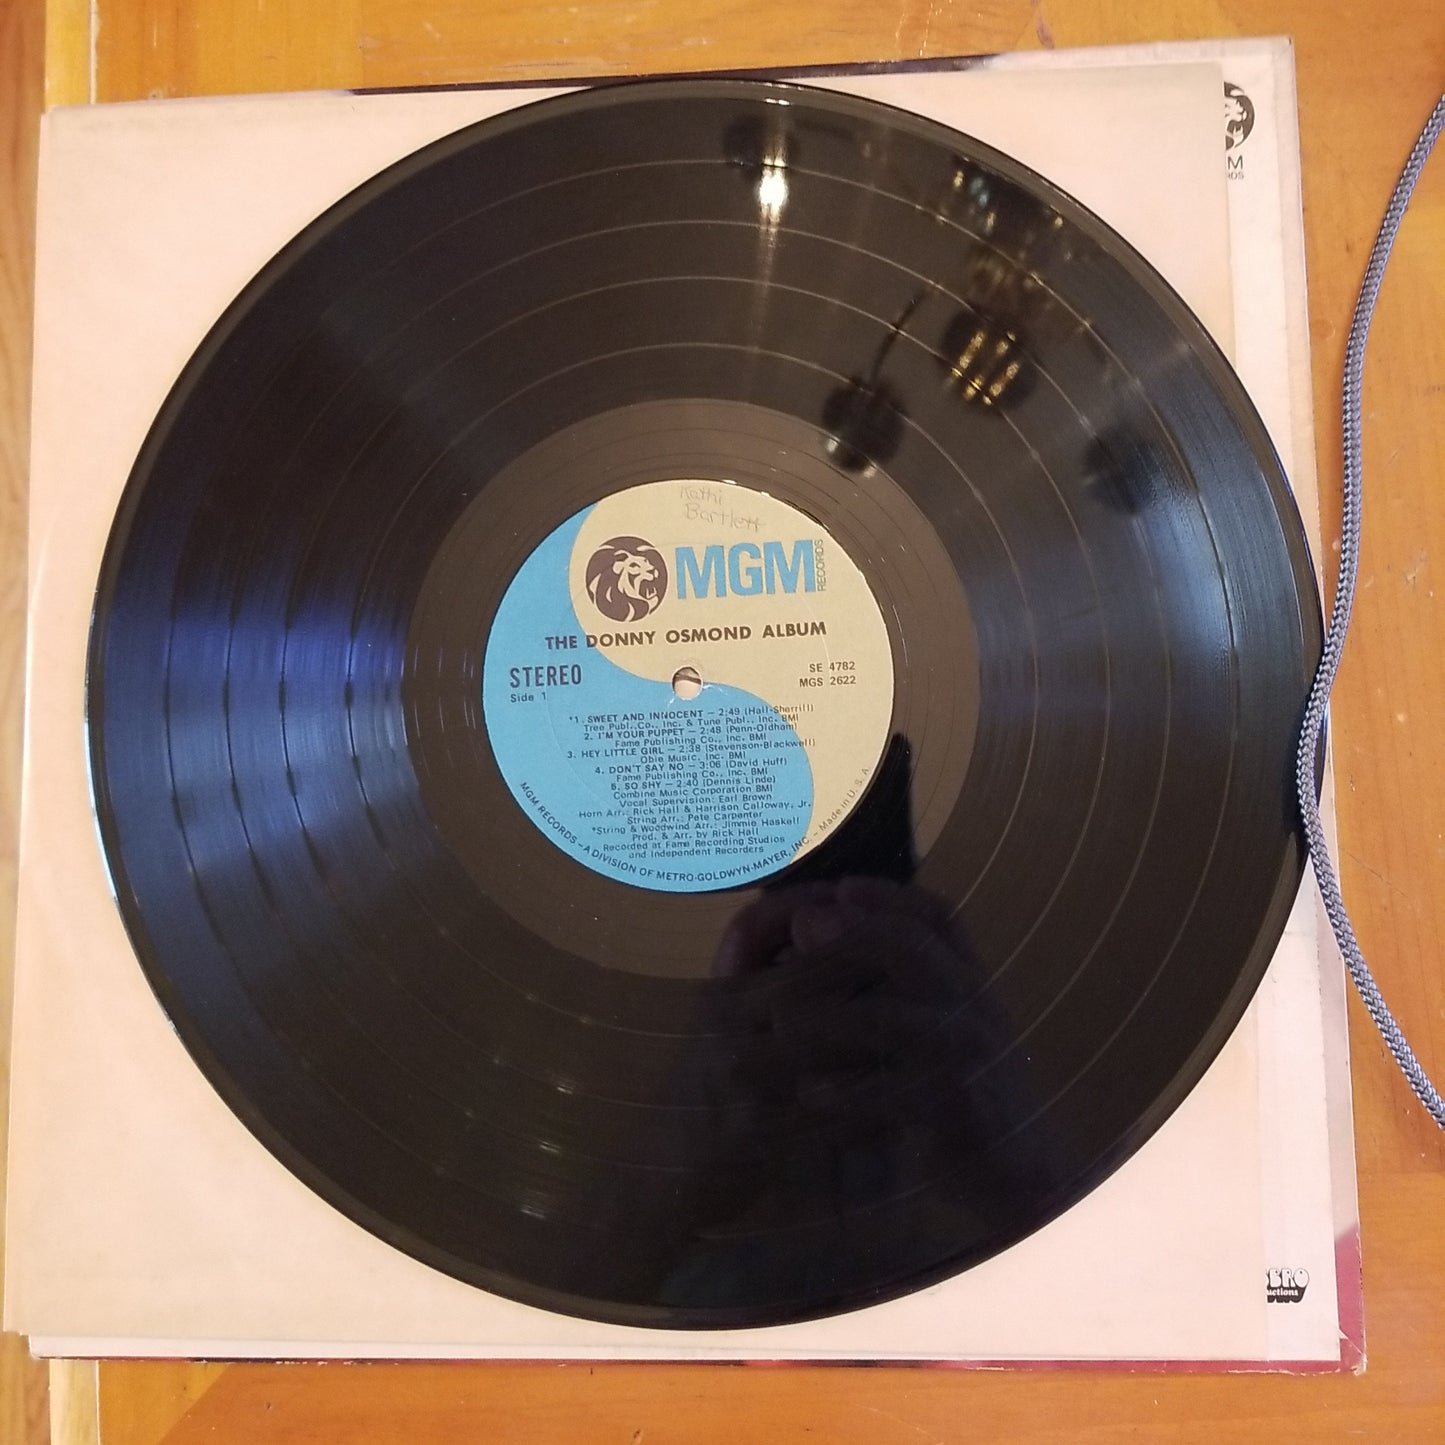 Kathi
Bartlett
MGM
RECORDS
THE DONNY OSMOND ALBUM
STEREO
Side 1
SE 4782
MGS 2622
*1. SWEET AND INNOCENT — 2:49 (Hall-Sherrill)
Tree Publ. Co., Inc. & Tune Publ., Inc. BMI
2. I'M YOUR PUPPET — 2:48 (Penn-Oldham)
Fame Publishing Co., Inc. BMI
3. HEY LITTLE GIRL — 2:38 (Stevenson-Blackwell)
Obie Music, Inc. BMI
4. DON'T SAY NO — 3:06 (David Huff)
Fame Publishing Co., Inc. BMI
5. SO SHY — 2:40 (Dennis Linde)
Combine Music Corporation BMI
Vocal Supervision: Earl Brown
Horn Arr.: Rick Hall & Harrison Calloway, Jr.
String Arr.: Pete Carpenter
*String & Woodwind Arr.: Jimmie Haskell
Prod. & Arr. by Rick Hall
Recorded at Fame Recording Studios
and Independent Recorders
MGM RECORDS – A DIVISION OF METRO-GOLDWYN-MAYER, INC. – Made in U. S. A.
M
RDS
BERO
uctions